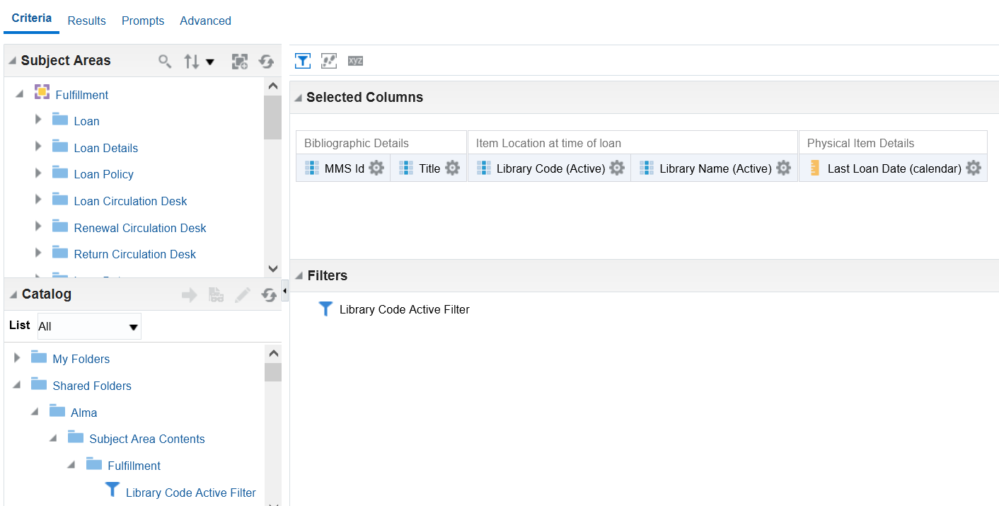 Criteria Results Prompts Advanced
Subject Areas
Fulfillment
Loan
Loan Details
Loan Policy
Loan Circulation Desk
Renewal Circulation Desk
Return Circulation Desk
Catalog
List All
My Folders
Shared Folders
Alma
Subject Area Contents
Fulfillment
Library Code Active Filter
xyz
Selected Columns
Bibliographic Details Item Location at time of loan Physical Item Details
MMS Id Title Library Code (Active) Library Name (Active) Last Loan Date (calendar)
Filters
Library Code Active Filter